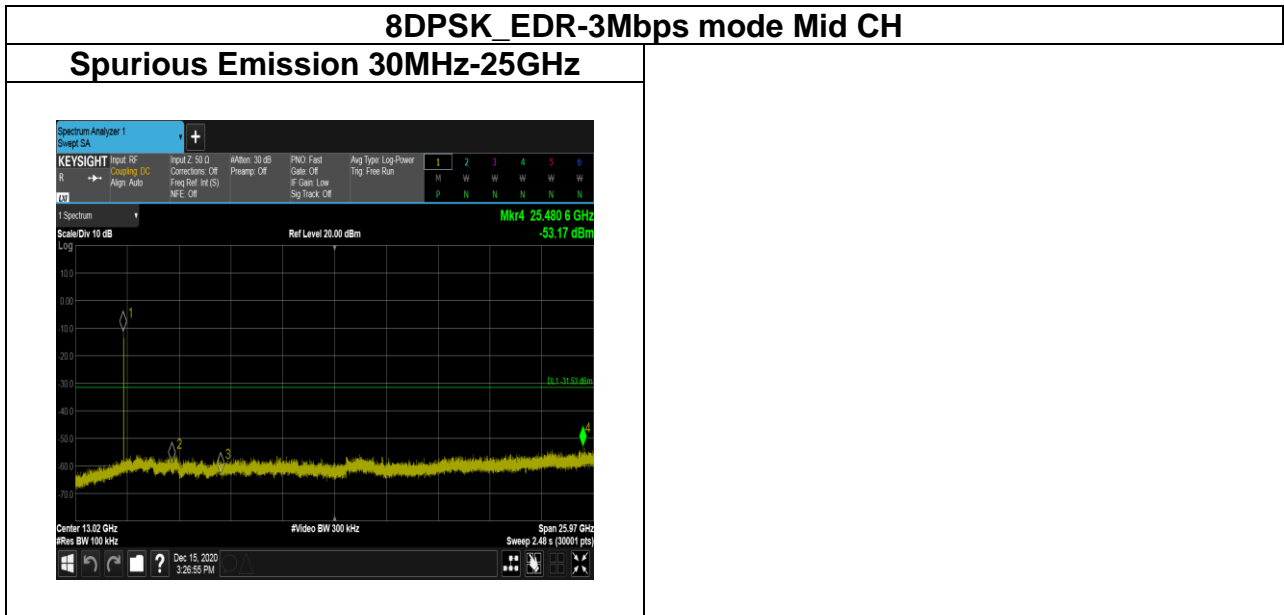 8DPSK_EDR-3Mbps mode Mid CH
Spurious Emission 30MHz-25GHz
Spectrum Analyzer 1
Swept SA
KEYSIGHT
R
LXI
Input: RF
Coupling: DC
Align: Auto
Input Z: 50 Ω
Corrections: Off
Freq Ref: Int (S)
NFE: Off
#Atten: 30 dB
Preamp: Off
PNO: Fast
Gate: Off
IF Gain: Low
Sig Track: Off
Avg Type: Log-Power
Trig: Free Run
1 2 3 4 5 6
M W W W W W
P N N N N N
1 Spectrum
Mkr4 25.480 6 GHz
Scale/Div 10 dB
Ref Level 20.00 dBm
-53.17 dBm
Log
10.0
0.00
1
-10.0
-20.0
-30.0
DL1 -31.53 dBm
-40.0
4
-50.0
2
3
-60.0
-70.0
Center 13.02 GHz
#Video BW 300 kHz
Span 25.97 GHz
#Res BW 100 kHz
Sweep 2.48 s (30001 pts)
?
Dec 15, 2020
3:26:55 PM